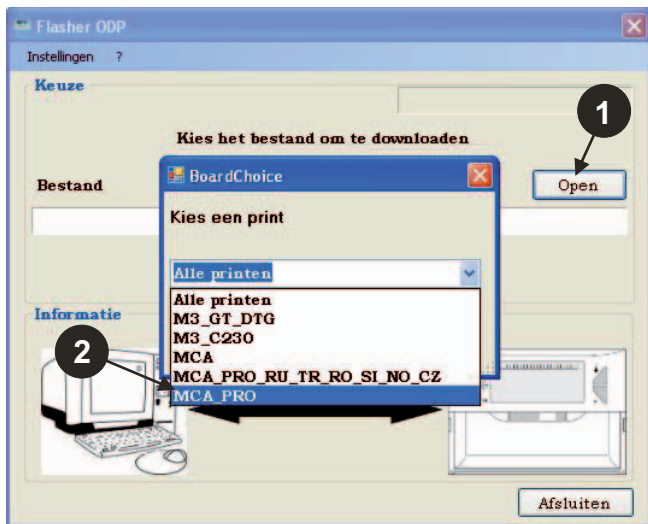 Flasher ODP
Instellingen ?
Keuze
1
Kies het bestand om te downloaden
Bestand
Open
BoardChoice
Kies een print
Alle printen
Alle printen
M3_GT_DTG
M3_C230
MCA
MCA_PRO_RU_TR_RO_SI_NO_CZ
MCA_PRO
Informatie
2
Afsluiten